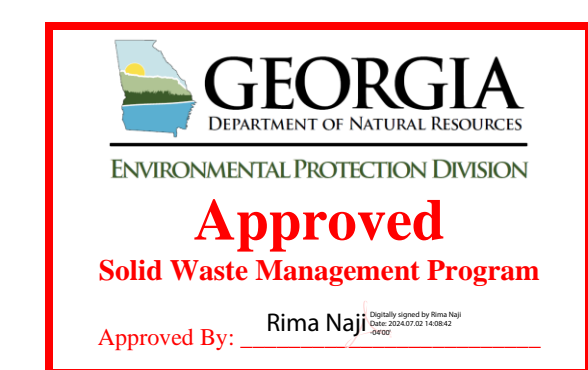 GEORGIA
DEPARTMENT OF NATURAL RESOURCES
ENVIRONMENTAL PROTECTION DIVISION
Approved
Solid Waste Management Program
Approved By: Rima Naji
Digitally signed by Rima Naji
Date: 2024.07.02 14:08:42
-04'00'